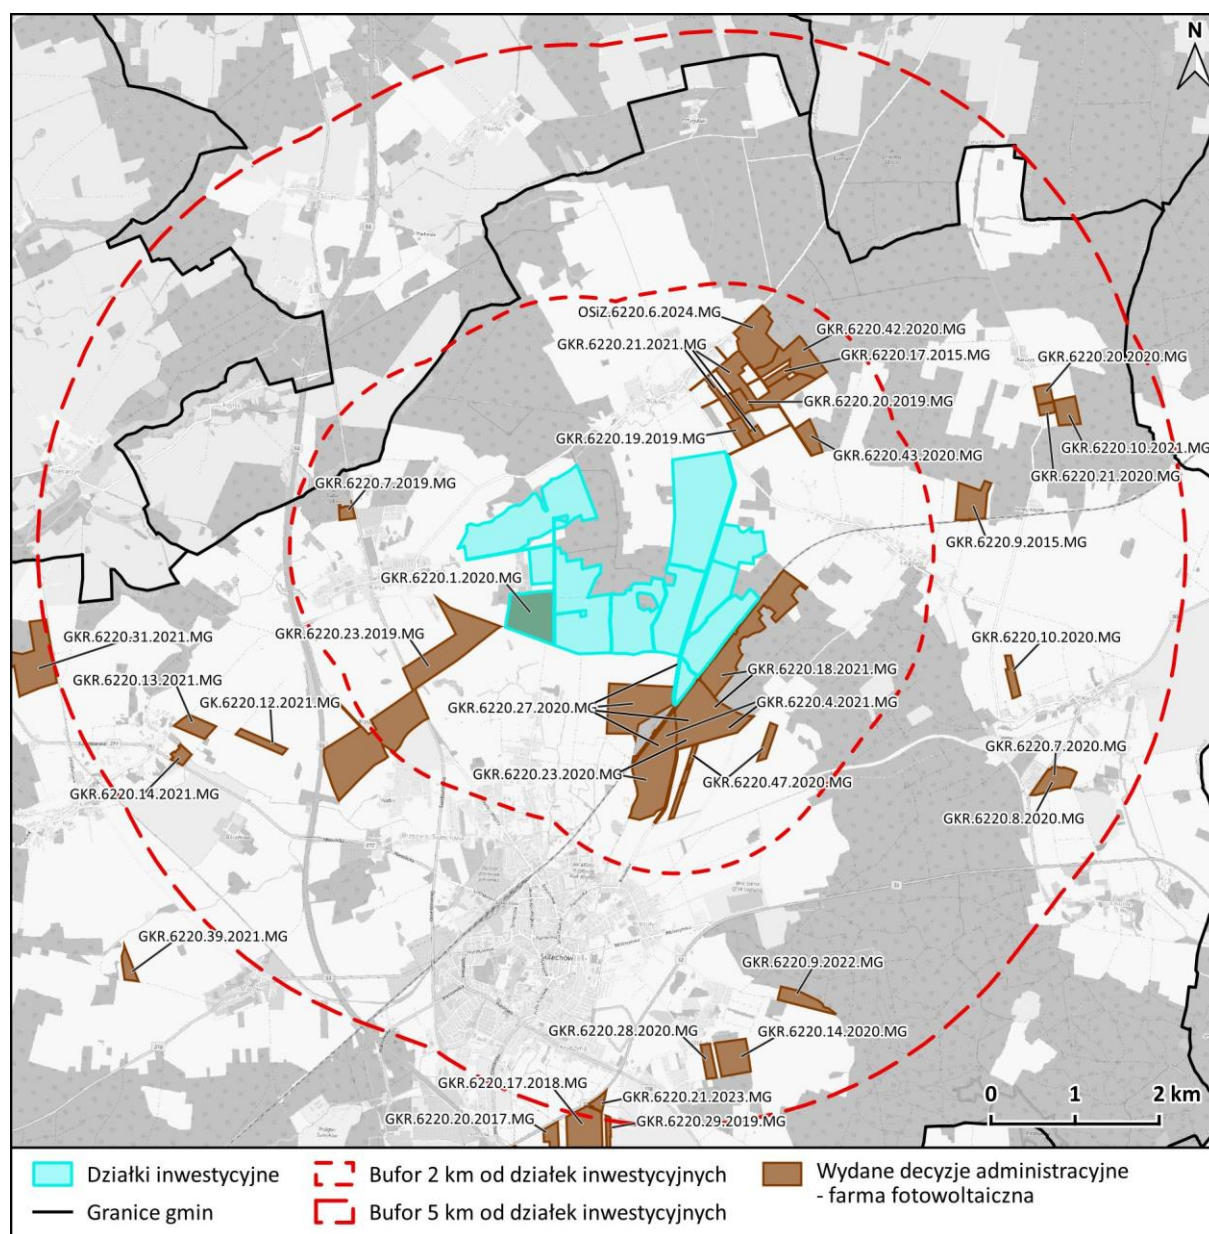 N
OSiZ.6220.6.2024.MG
GKR.6220.42.2020.MG
GKR.6220.21.2021.MG
GKR.6220.17.2015.MG
GKR.6220.20.2020.MG
GKR.6220.20.2019.MG
GKR.6220.19.2019.MG
GKR.6220.10.2021.MG
GKR.6220.43.2020.MG
GKR.6220.21.2020.MG
GKR.6220.7.2019.MG
GKR.6220.9.2015.MG
GKR.6220.1.2020.MG
GKR.6220.31.2021.MG
GKR.6220.23.2019.MG
GKR.6220.10.2020.MG
GKR.6220.18.2021.MG
GKR.6220.13.2021.MG
GK.6220.12.2021.MG
GKR.6220.27.2020.MG
GKR.6220.4.2021.MG
GKR.6220.7.2020.MG
GKR.6220.23.2020.MG
GKR.6220.47.2020.MG
GKR.6220.14.2021.MG
GKR.6220.8.2020.MG
GKR.6220.39.2021.MG
Sulechów
GKR.6220.9.2022.MG
GKR.6220.28.2020.MG
GKR.6220.14.2020.MG
GKR.6220.17.2018.MG
GKR.6220.21.2023.MG
GKR.6220.20.2017.MG
GKR.6220.29.2019.MG
0 1 2 km
Działki inwestycyjne
Bufor 2 km od działek inwestycyjnych
Wydane decyzje administracyjne
- farma fotowoltaiczna
Granice gmin
Bufor 5 km od działek inwestycyjnych